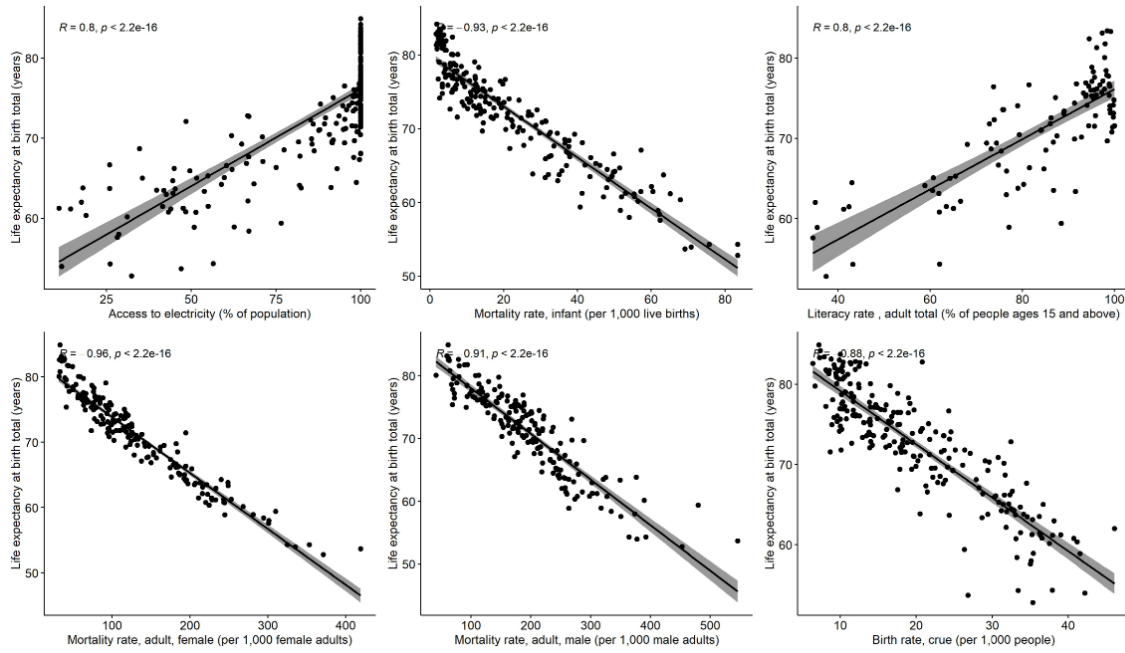 R = 0.8, p < 2.2e-16
Life expectancy at birth total (years)
80
70
60
25
50
75
100
Access to electricity (% of population)
R = −0.93, p < 2.2e-16
Life expectancy at birth total (years)
80
70
60
50
0
20
40
60
80
Mortality rate, infant (per 1,000 live births)
R = 0.8, p < 2.2e-16
Life expectancy at birth total (years)
80
70
60
40
60
80
100
Literacy rate , adult total (% of people ages 15 and above)
R = −0.96, p < 2.2e-16
Life expectancy at birth total (years)
80
70
60
50
100
200
300
400
Mortality rate, adult, female (per 1,000 female adults)
R = −0.91, p < 2.2e-16
Life expectancy at birth total (years)
80
70
60
50
100
200
300
400
500
Mortality rate, adult, male (per 1,000 male adults)
R = −0.88, p < 2.2e-16
Life expectancy at birth total (years)
80
70
60
10
20
30
40
Birth rate, crue (per 1,000 people)